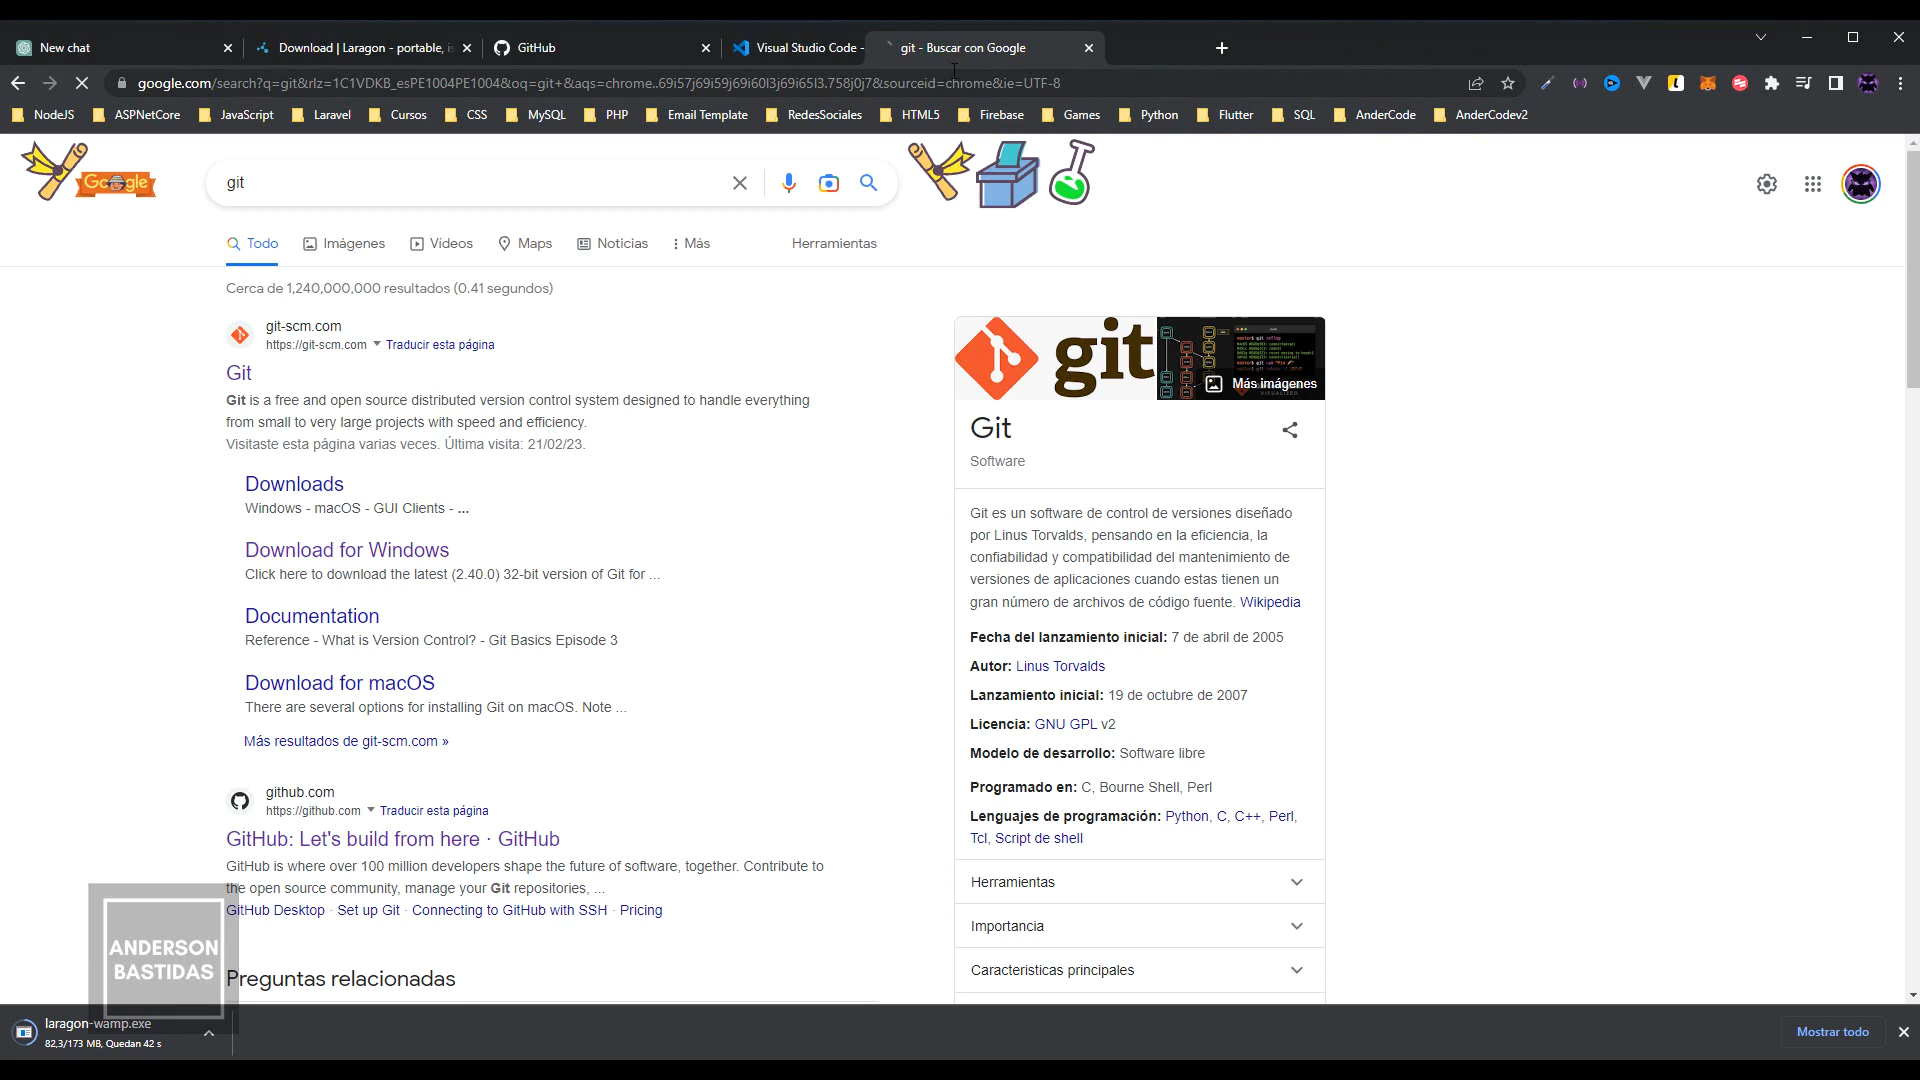 New chat
Download | Laragon - portable, is
GitHub
Visual Studio Code -
git - Buscar con Google
google.com/search?q=git&rlz=1C1VDKB_esPE1004PE1004&oq=git+&aqs=chrome..69i57j69i59j69i60l3j69i65l3.758j0j7&sourceid=chrome&ie=UTF-8
NodeJS
ASPNetCore
JavaScript
Laravel
Cursos
CSS
MySQL
PHP
Email Template
RedesSociales
HTML5
Firebase
Games
Python
Flutter
SQL
AnderCode
AnderCodev2
Google
git
Todo
Imágenes
Videos
Maps
Noticias
Más
Herramientas
Cerca de 1,240,000,000 resultados (0.41 segundos)
git-scm.com
https://git-scm.com
Traducir esta página
Git
Git is a free and open source distributed version control system designed to handle everything
from small to very large projects with speed and efficiency.
Visitaste esta página varias veces. Última visita: 21/02/23.
Downloads
Windows - macOS - GUI Clients - ...
Download for Windows
Click here to download the latest (2.40.0) 32-bit version of Git for ...
Documentation
Reference - What is Version Control? - Git Basics Episode 3
Download for macOS
There are several options for installing Git on macOS. Note ...
Más resultados de git-scm.com »
github.com
https://github.com
Traducir esta página
GitHub: Let's build from here · GitHub
GitHub is where over 100 million developers shape the future of software, together. Contribute to
the open source community, manage your Git repositories, ...
GitHub Desktop · Set up Git · Connecting to GitHub with SSH · Pricing
Preguntas relacionadas
git
Más imágenes
Git
Software
Git es un software de control de versiones diseñado
por Linus Torvalds, pensando en la eficiencia, la
confiabilidad y compatibilidad del mantenimiento de
versiones de aplicaciones cuando estas tienen un
gran número de archivos de código fuente. Wikipedia
Fecha del lanzamiento inicial: 7 de abril de 2005
Autor: Linus Torvalds
Lanzamiento inicial: 19 de octubre de 2007
Licencia: GNU GPL v2
Modelo de desarrollo: Software libre
Programado en: C, Bourne Shell, Perl
Lenguajes de programación: Python, C, C++, Perl,
Tcl, Script de shell
Herramientas
Importancia
Características principales
ANDERSON
BASTIDAS
laragon-wamp.exe
82,3/173 MB, Quedan 42 s
Mostrar todo